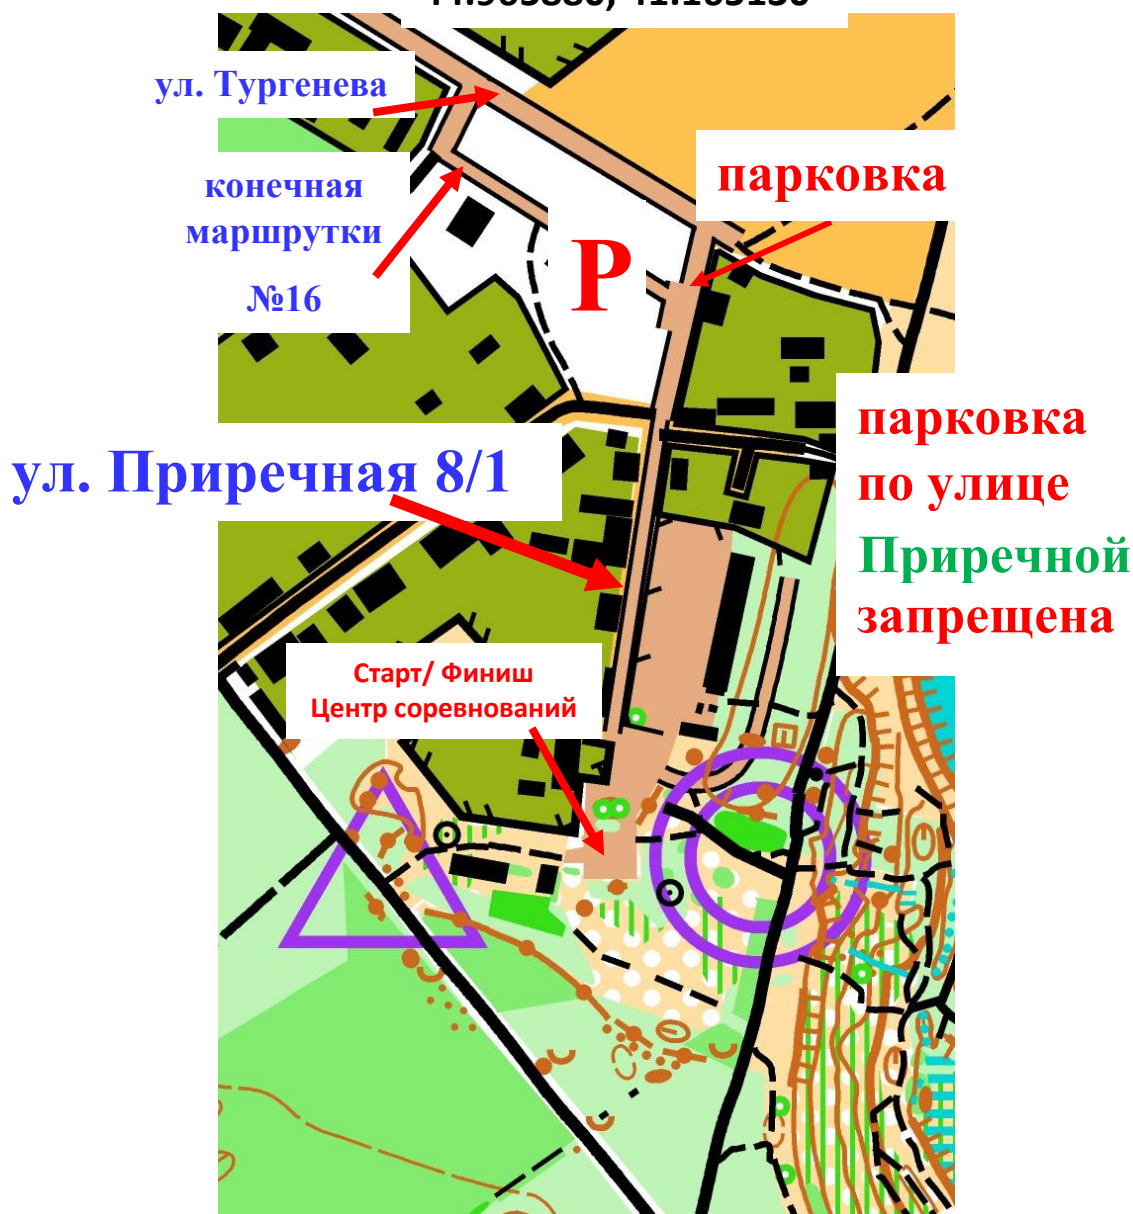 ул. Тургенева
парковка
конечная
маршрутки
№16
P
парковка
по улице
Приречной
запрещена
ул. Приречная 8/1
Старт/ Финиш
Центр соревнований